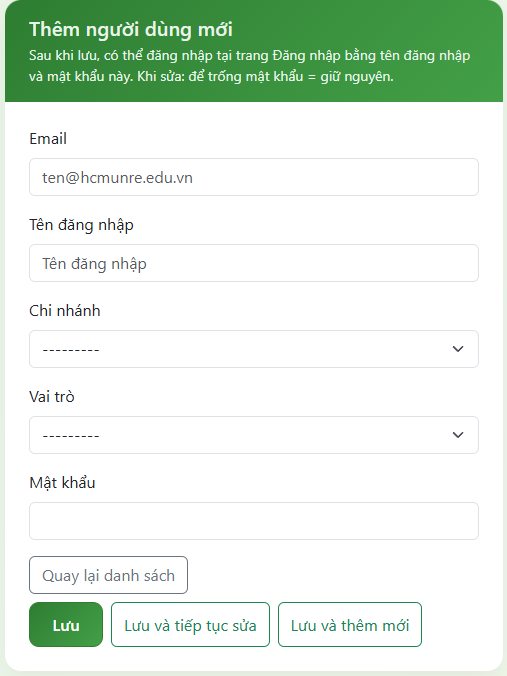 Thêm người dùng mới
Sau khi lưu, có thể đăng nhập tại trang Đăng nhập bằng tên đăng nhập
và mật khẩu này. Khi sửa: để trống mật khẩu = giữ nguyên.
Email
ten@hcmunre.edu.vn
Tên đăng nhập
Tên đăng nhập
Chi nhánh
---------
Vai trò
---------
Mật khẩu
Quay lại danh sách
Lưu
Lưu và tiếp tục sửa
Lưu và thêm mới